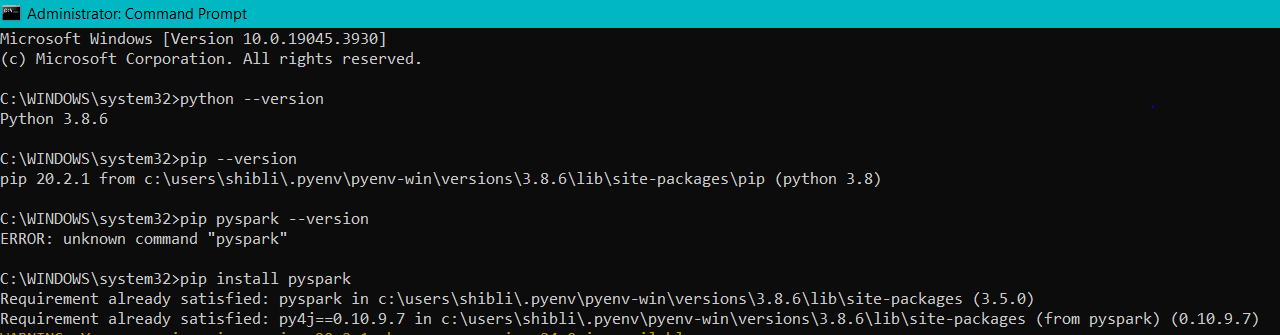 Administrator: Command Prompt
Microsoft Windows [Version 10.0.19045.3930]
(c) Microsoft Corporation. All rights reserved.
C:\WINDOWS\system32>python --version
Python 3.8.6
C:\WINDOWS\system32>pip --version
pip 20.2.1 from c:\users\shibli\.pyenv\pyenv-win\versions\3.8.6\lib\site-packages\pip (python 3.8)
C:\WINDOWS\system32>pip pyspark --version
ERROR: unknown command "pyspark"
C:\WINDOWS\system32>pip install pyspark
Requirement already satisfied: pyspark in c:\users\shibli\.pyenv\pyenv-win\versions\3.8.6\lib\site-packages (3.5.0)
Requirement already satisfied: py4j==0.10.9.7 in c:\users\shibli\.pyenv\pyenv-win\versions\3.8.6\lib\site-packages (from pyspark) (0.10.9.7)